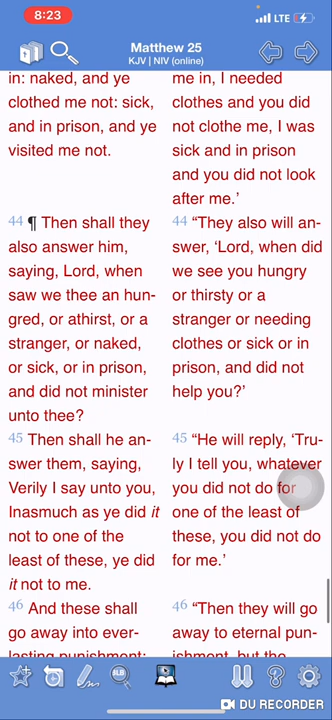 8:23
LTE
Matthew 25
KJV | NIV (online)
in: naked, and ye
clothed me not: sick,
and in prison, and ye
visited me not.
44 ¶ Then shall they
also answer him,
saying, Lord, when
saw we thee an hun-
gred, or athirst, or a
stranger, or naked,
or sick, or in prison,
and did not minister
unto thee?
45 Then shall he an-
swer them, saying,
Verily I say unto you,
Inasmuch as ye did it
not to one of the
least of these, ye did
it not to me.
46 And these shall
go away into ever-
lasting punishment:
me in, I needed
clothes and you did
not clothe me, I was
sick and in prison
and you did not look
after me.’
44 “They also will an-
swer, ‘Lord, when did
we see you hungry
or thirsty or a
stranger or needing
clothes or sick or in
prison, and did not
help you?’
45 “He will reply, ‘Tru-
ly I tell you, whatever
you did not do for
one of the least of
these, you did not do
for me.’
46 “Then they will go
away to eternal pun-
ishment, but the
JLB
DU RECORDER